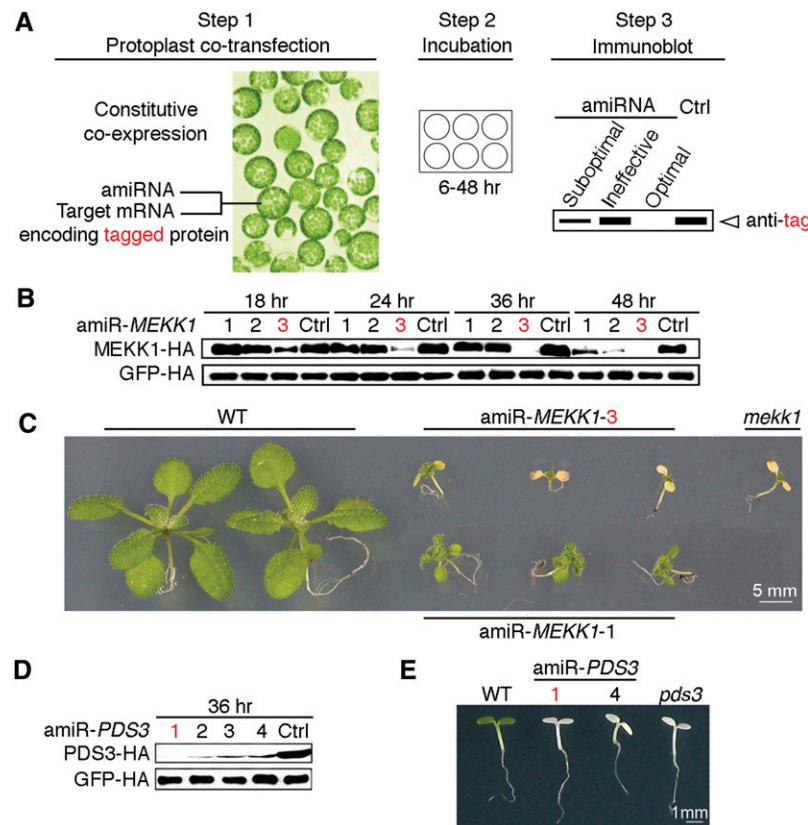 A
Step 1
Protoplast co-transfection
Step 2
Incubation
Step 3
Immunoblot
Constitutive
co-expression
amiRNA
Target mRNA
encoding tagged protein
6-48 hr
amiRNA Ctrl
Suboptimal
Ineffective
Optimal
anti-tag
B
18 hr 24 hr 36 hr 48 hr
amiR-MEKK1 1 2 3 Ctrl 1 2 3 Ctrl 1 2 3 Ctrl 1 2 3 Ctrl
MEKK1-HA
GFP-HA
C
WT amiR-MEKK1-3 mekk1
5 mm
amiR-MEKK1-1
D
36 hr
amiR-PDS3 1 2 3 4 Ctrl
PDS3-HA
GFP-HA
E
amiR-PDS3
WT 1 4 pds3
1mm